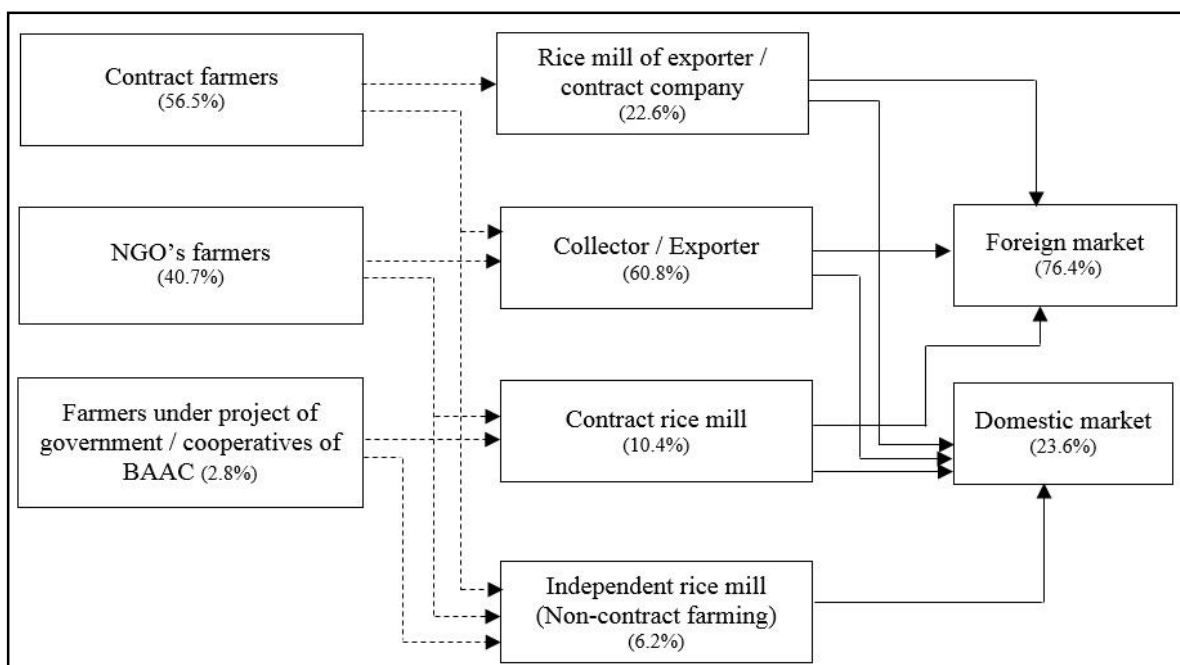 Contract farmers
(56.5%)
NGO’s farmers
(40.7%)
Farmers under project of
government / cooperatives of
BAAC (2.8%)
Rice mill of exporter /
contract company
(22.6%)
Collector / Exporter
(60.8%)
Contract rice mill
(10.4%)
Independent rice mill
(Non-contract farming)
(6.2%)
Foreign market
(76.4%)
Domestic market
(23.6%)